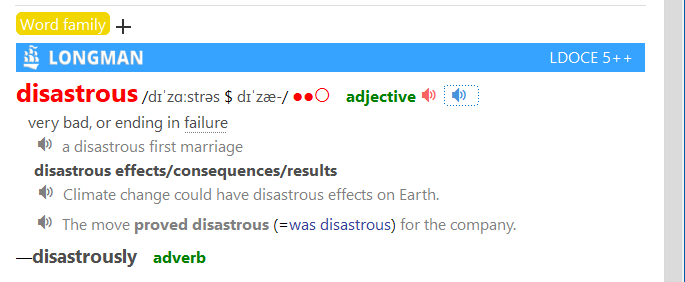 Word family
LONGMAN LDOCE 5++
disastrous /dɪˈzɑːstrəs $ dɪˈzæ-/ ●●○ adjective
very bad, or ending in failure
a disastrous first marriage
disastrous effects/consequences/results
Climate change could have disastrous effects on Earth.
The move proved disastrous (=was disastrous) for the company.
—disastrously adverb